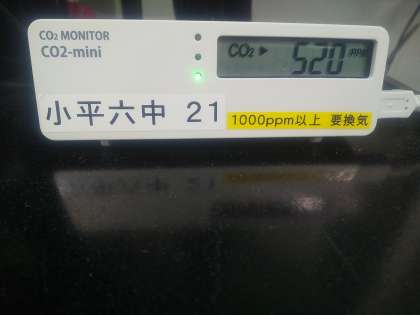 CO₂ MONITOR
CO2-mini
CO₂ ▶ 520 PPM
小平六中 21
1000ppm以上 要換気